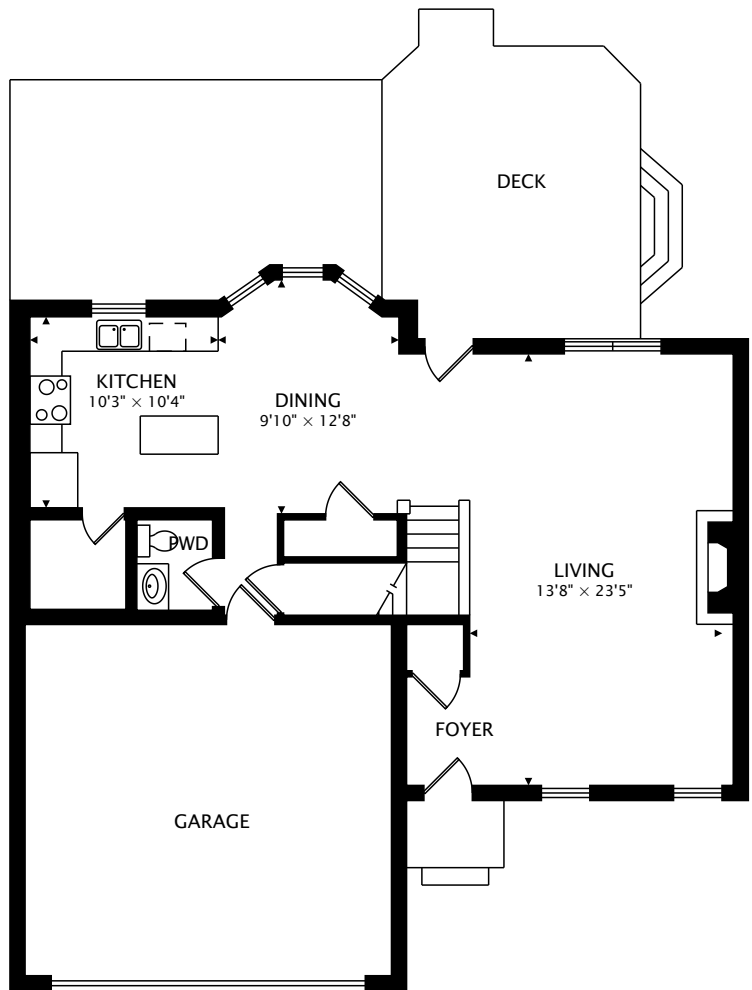 DECK
KITCHEN
10'3" × 10'4"
DINING
9'10" × 12'8"
PWD
LIVING
13'8" × 23'5"
FOYER
GARAGE